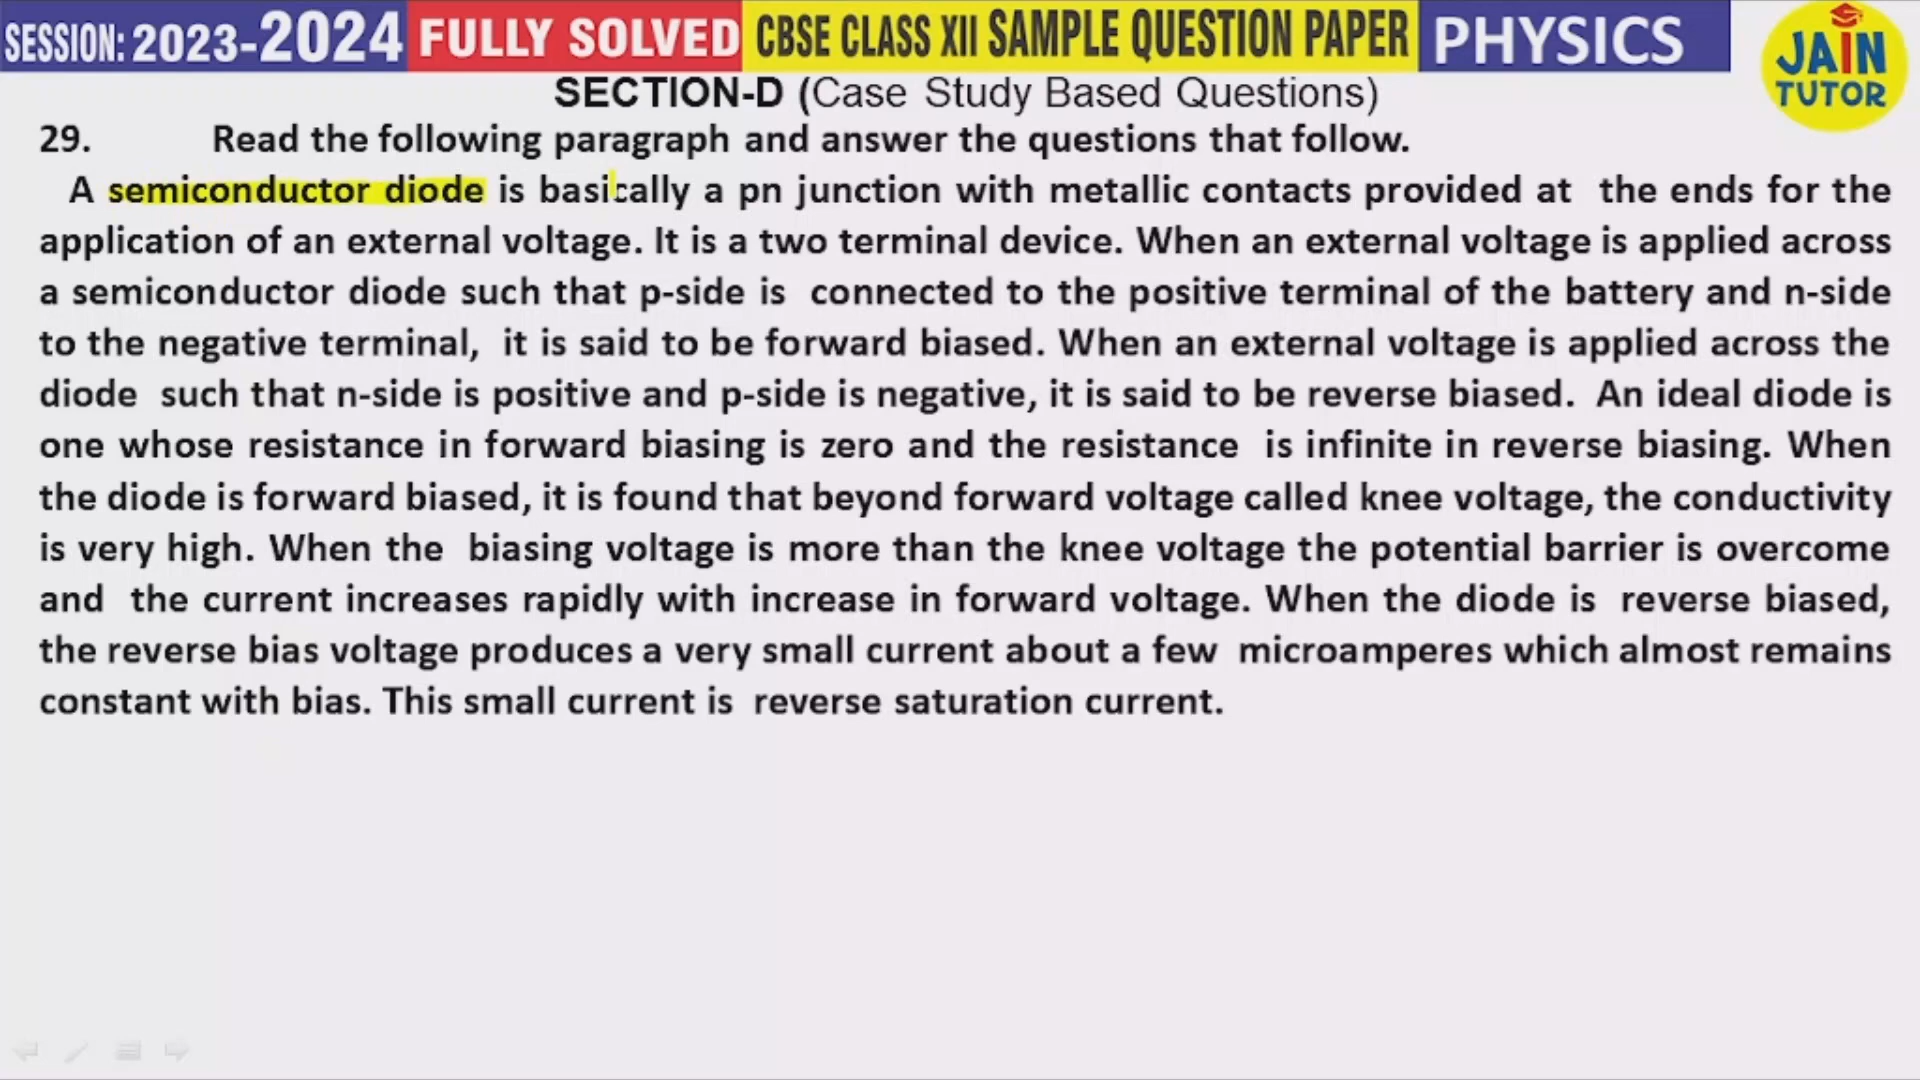 SESSION: 2023-2024 FULLY SOLVED CBSE CLASS XII SAMPLE QUESTION PAPER PHYSICS
JAIN
TUTOR
SECTION-D (Case Study Based Questions)
29. Read the following paragraph and answer the questions that follow.
A semiconductor diode is basically a pn junction with metallic contacts provided at the ends for the
application of an external voltage. It is a two terminal device. When an external voltage is applied across
a semiconductor diode such that p-side is connected to the positive terminal of the battery and n-side
to the negative terminal, it is said to be forward biased. When an external voltage is applied across the
diode such that n-side is positive and p-side is negative, it is said to be reverse biased. An ideal diode is
one whose resistance in forward biasing is zero and the resistance is infinite in reverse biasing. When
the diode is forward biased, it is found that beyond forward voltage called knee voltage, the conductivity
is very high. When the biasing voltage is more than the knee voltage the potential barrier is overcome
and the current increases rapidly with increase in forward voltage. When the diode is reverse biased,
the reverse bias voltage produces a very small current about a few microamperes which almost remains
constant with bias. This small current is reverse saturation current.